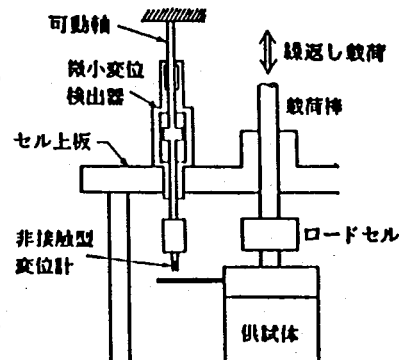 可動軸
微小変位
検出器
セル上板
非接触型
変位計
繰返し載荷
載荷棒
ロードセル
供試体